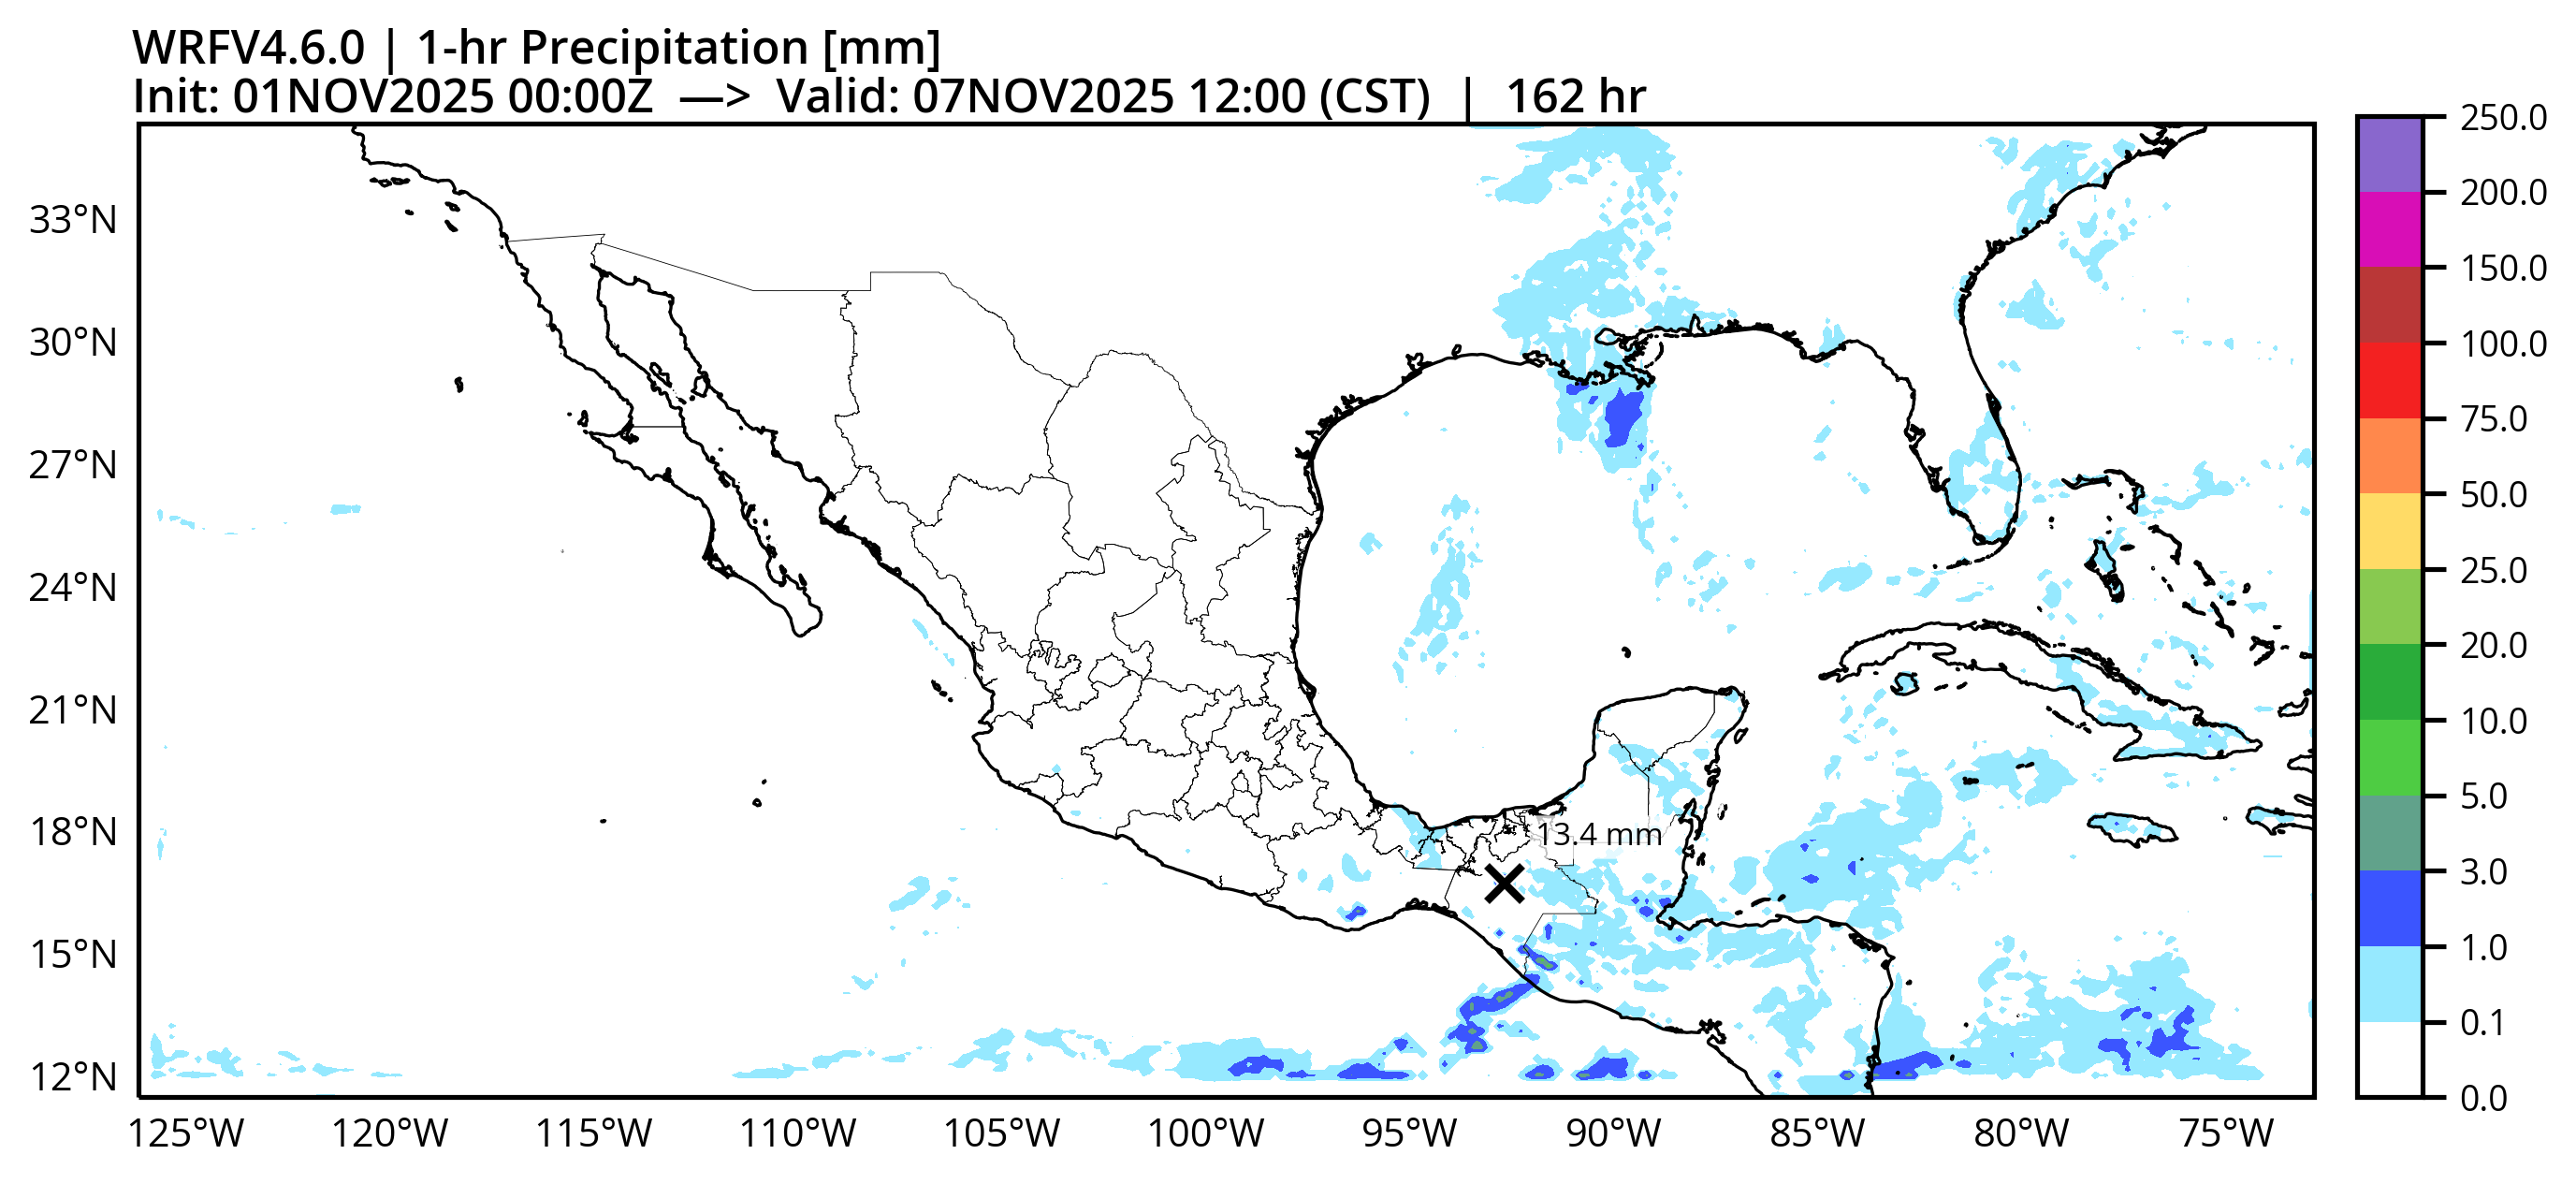 WRFV4.6.0 | 1-hr Precipitation [mm]
Init: 01NOV2025 00:00Z —> Valid: 07NOV2025 12:00 (CST) | 162 hr
33°N
30°N
27°N
24°N
21°N
18°N
15°N
12°N
13.4 mm
125°W 120°W 115°W 110°W 105°W 100°W 95°W 90°W 85°W 80°W 75°W
250.0
200.0
150.0
100.0
75.0
50.0
25.0
20.0
10.0
5.0
3.0
1.0
0.1
0.0